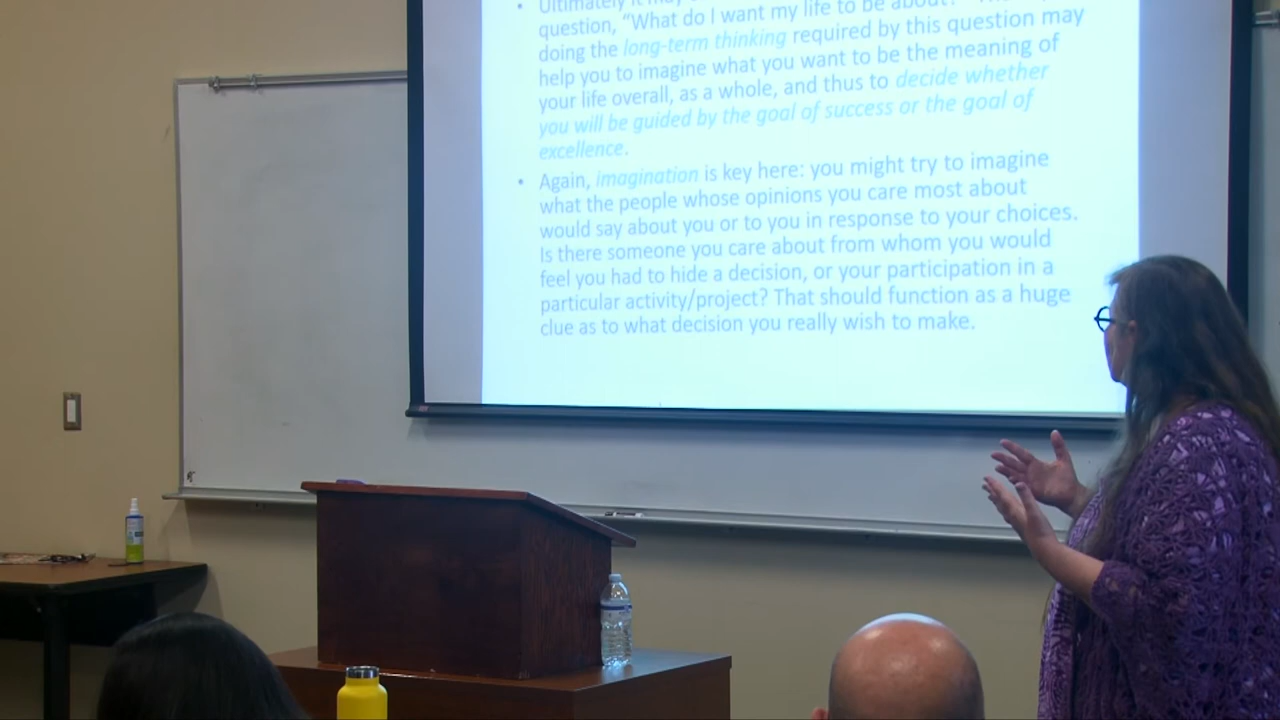 • Ultimately it may
question, "What do I want my life to be about?"
doing the long-term thinking required by this question may
help you to imagine what you want to be the meaning of
your life overall, as a whole, and thus to decide whether
you will be guided by the goal of success or the goal of
excellence.
• Again, imagination is key here: you might try to imagine
what the people whose opinions you care most about
would say about you or to you in response to your choices.
Is there someone you care about from whom you would
feel you had to hide a decision, or your participation in a
particular activity/project? That should function as a huge
clue as to what decision you really wish to make.